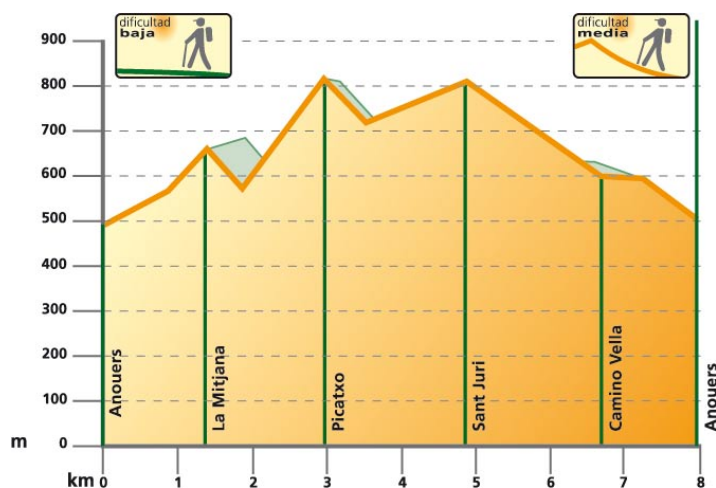 dificultad
baja
dificultad
media
900
800
700
600
500
400
300
200
100
m 0
Anouers
La Mitjana
Picatxo
Sant Juri
Camino Vella
Anouers
km 0 1 2 3 4 5 6 7 8